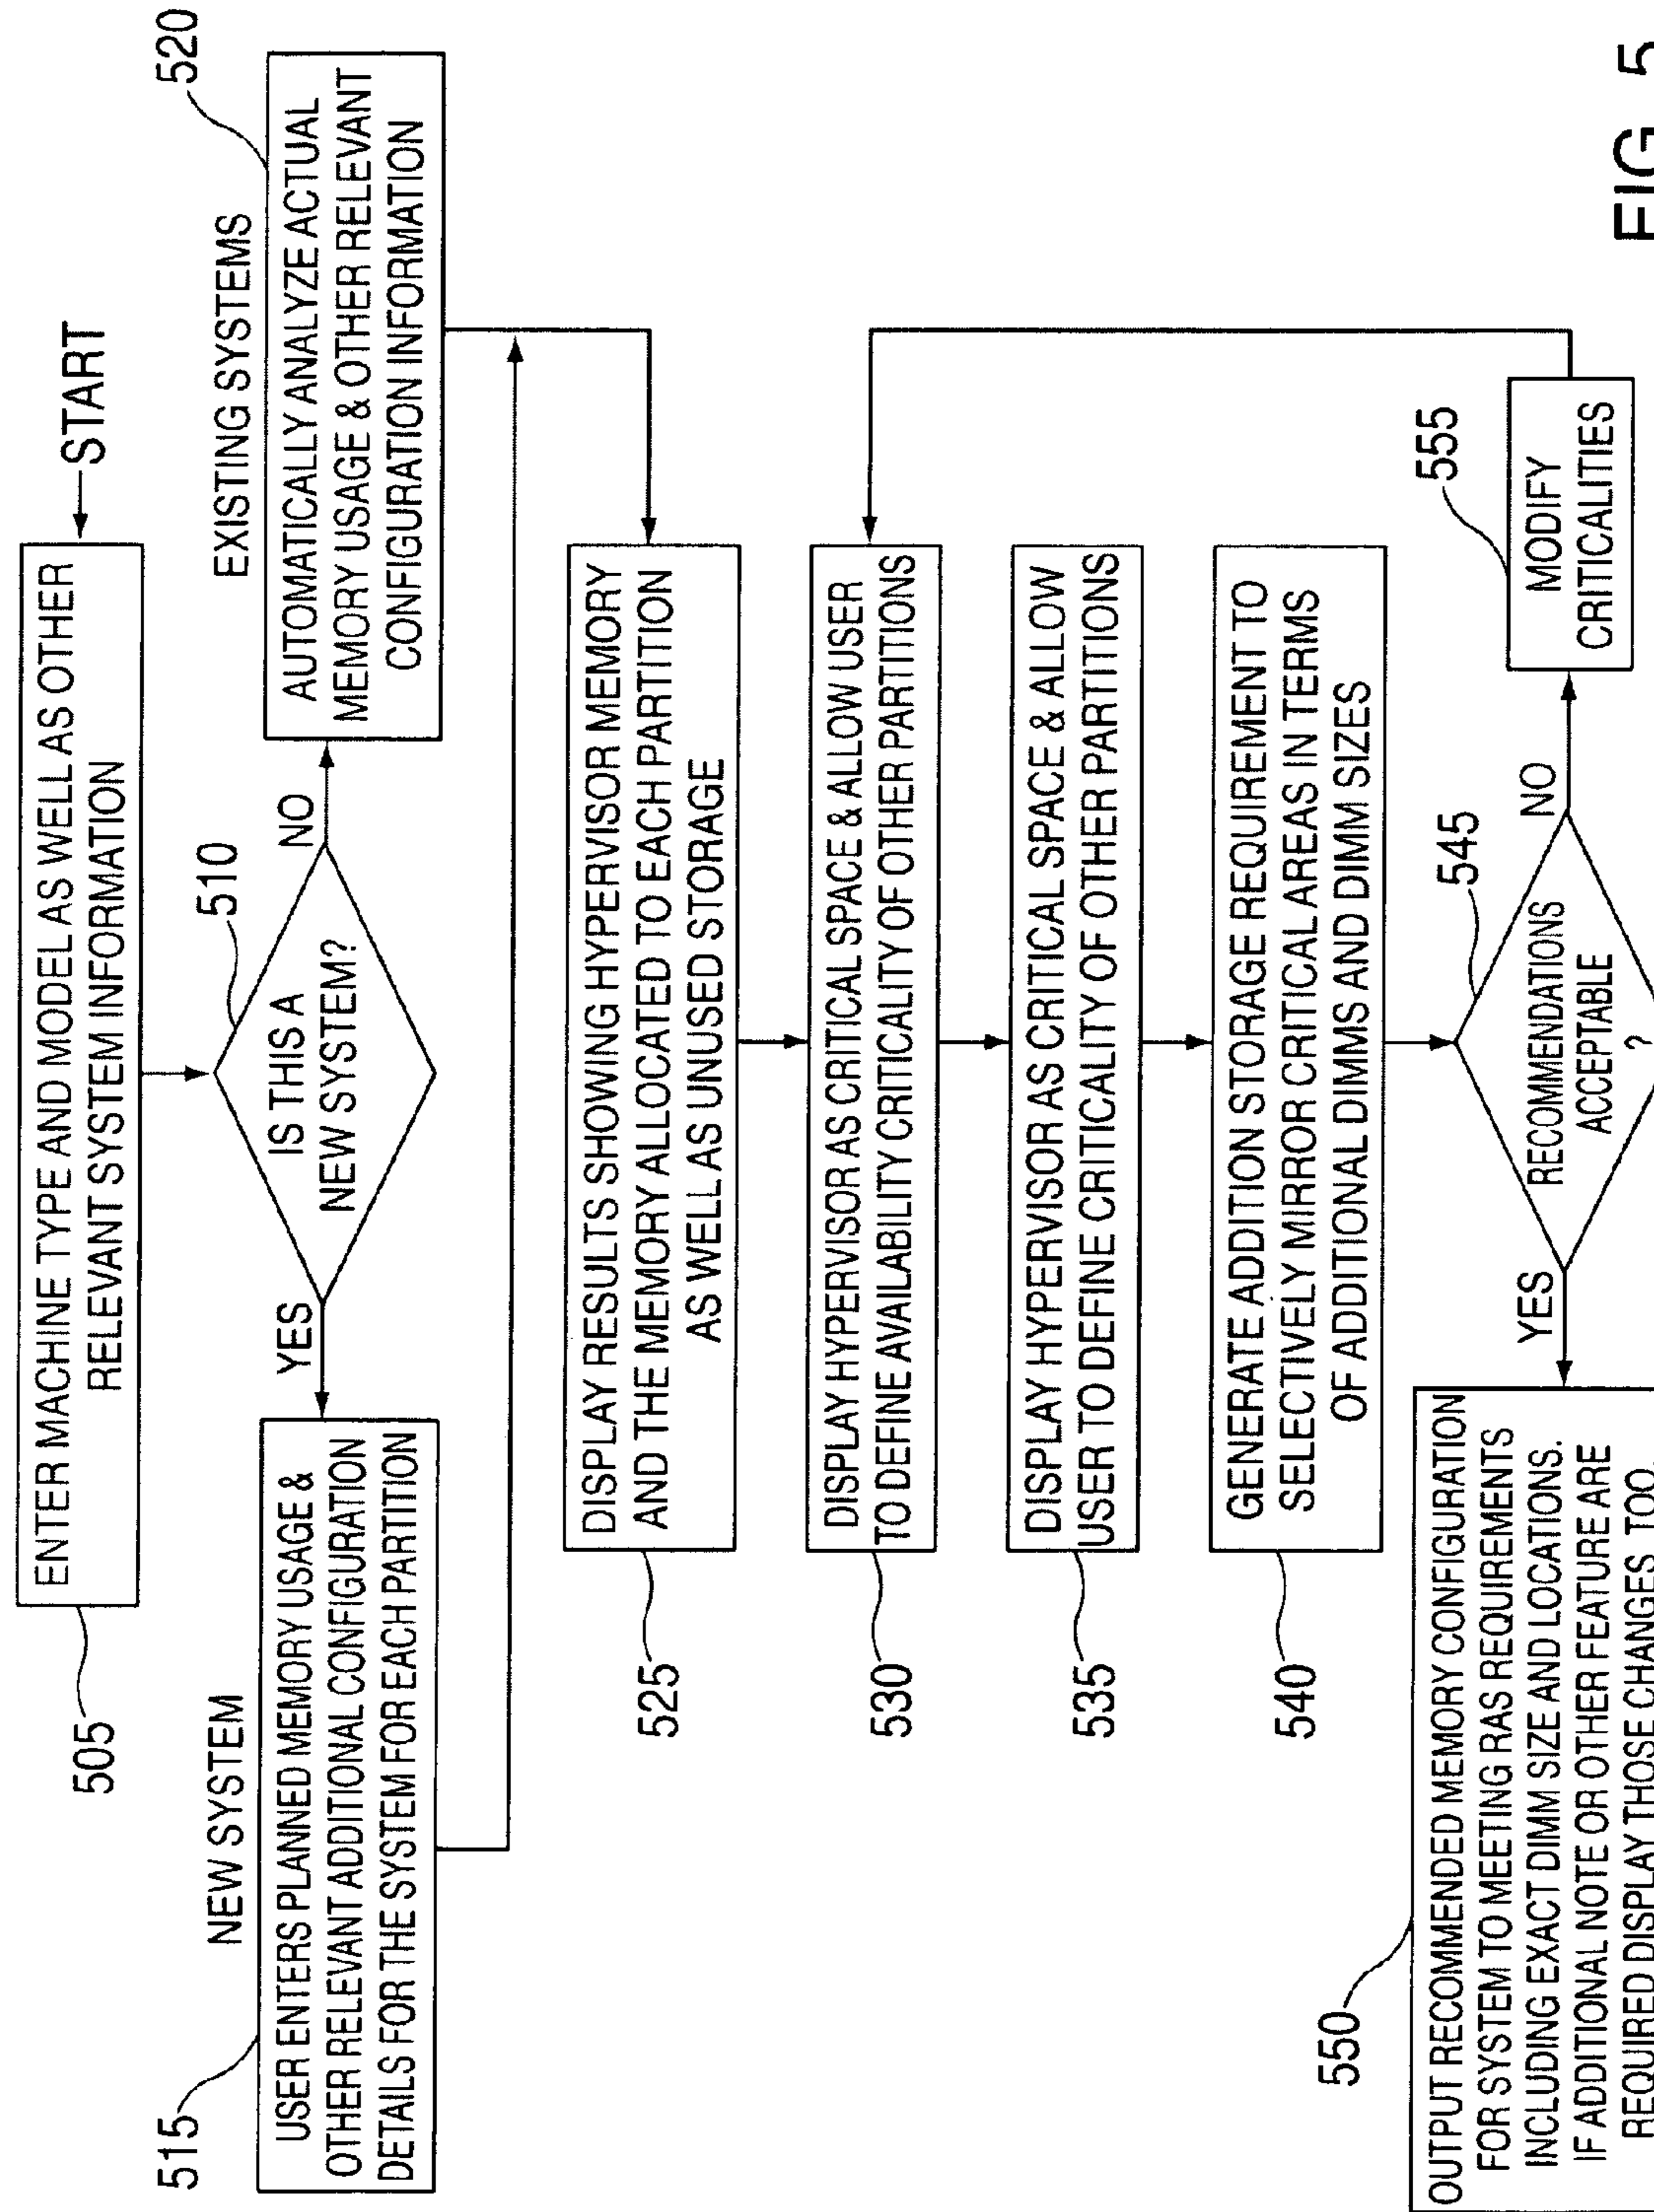 START
ENTER MACHINE TYPE AND MODEL AS WELL AS OTHER
RELEVANT SYSTEM INFORMATION
505
510
IS THIS A
NEW SYSTEM?
YES
NO
NEW SYSTEM
515
USER ENTERS PLANNED MEMORY USAGE &
OTHER RELEVANT ADDITIONAL CONFIGURATION
DETAILS FOR THE SYSTEM FOR EACH PARTITION
EXISTING SYSTEMS
520
AUTOMATICALLY ANALYZE ACTUAL
MEMORY USAGE & OTHER RELEVANT
CONFIGURATION INFORMATION
DISPLAY RESULTS SHOWING HYPERVISOR MEMORY
AND THE MEMORY ALLOCATED TO EACH PARTITION
AS WELL AS UNUSED STORAGE
525
DISPLAY HYPERVISOR AS CRITICAL SPACE & ALLOW USER
TO DEFINE AVAILABILITY CRITICALITY OF OTHER PARTITIONS
530
DISPLAY HYPERVISOR AS CRITICAL SPACE & ALLOW
USER TO DEFINE CRITICALITY OF OTHER PARTITIONS
535
GENERATE ADDITION STORAGE REQUIREMENT TO
SELECTIVELY MIRROR CRITICAL AREAS IN TERMS
OF ADDITIONAL DIMMS AND DIMM SIZES
540
545
RECOMMENDATIONS
ACCEPTABLE
?
YES
NO
550
OUTPUT RECOMMENDED MEMORY CONFIGURATION
FOR SYSTEM TO MEETING RAS REQUIREMENTS
INCLUDING EXACT DIMM SIZE AND LOCATIONS.
IF ADDITIONAL NOTE OR OTHER FEATURE ARE
REQUIRED DISPLAY THOSE CHANGES TOO.
555
MODIFY
CRITICALITIES
FIG. 5